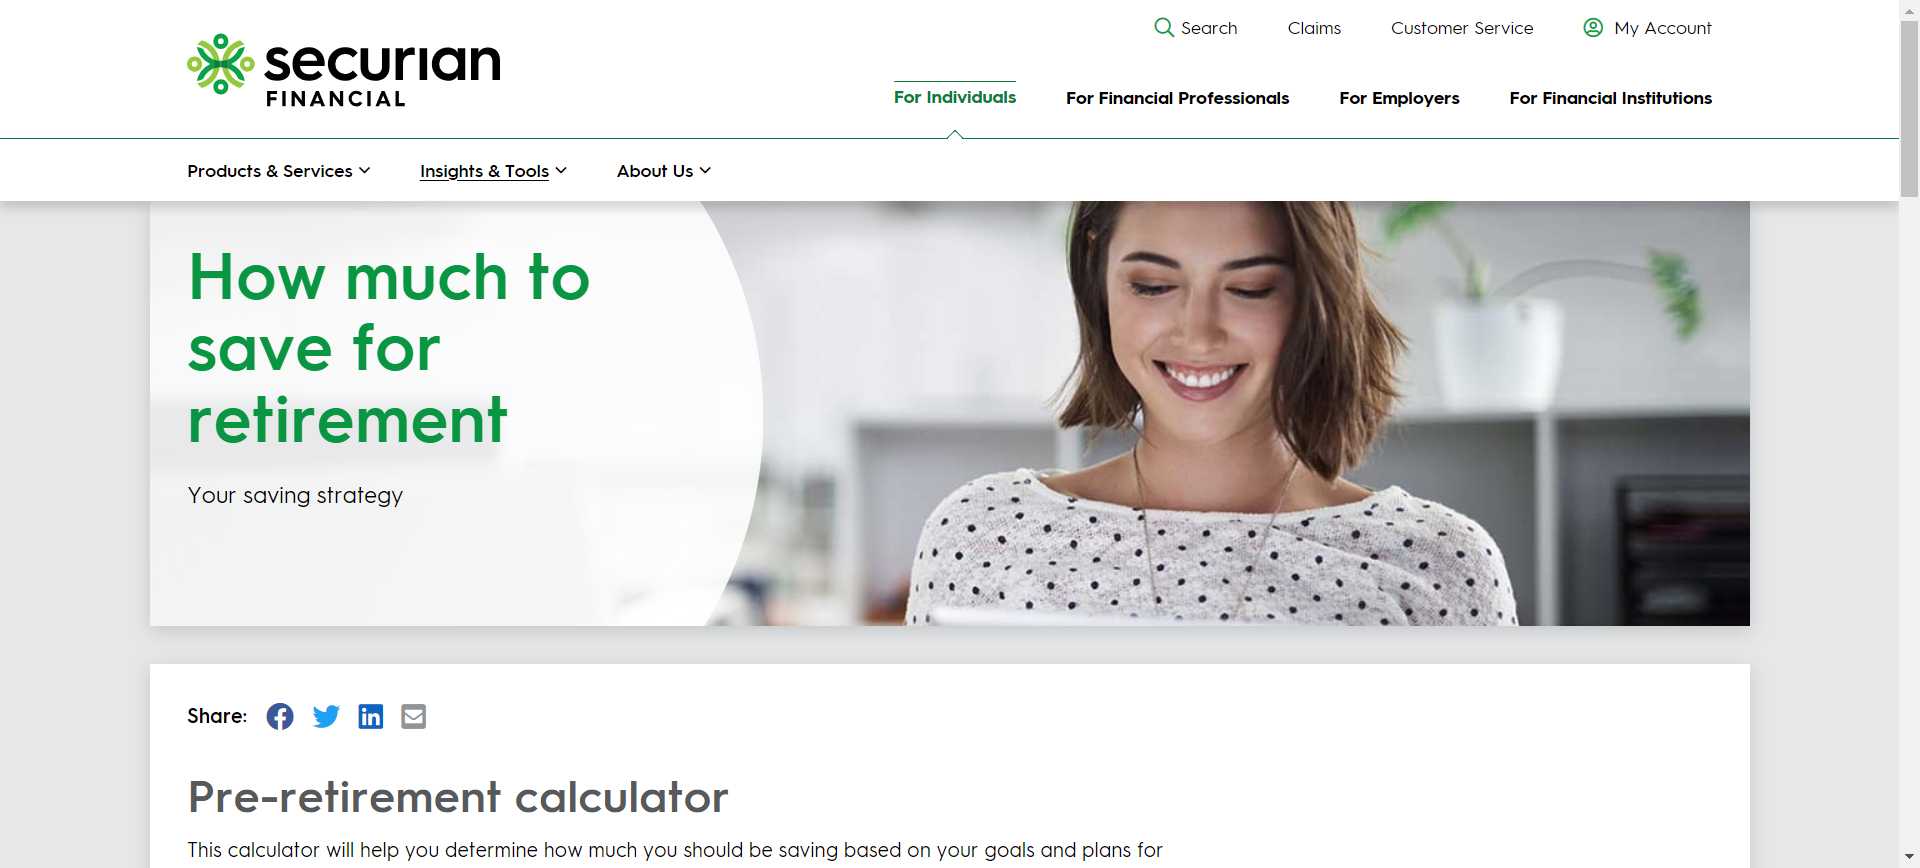 securian
FINANCIAL
Search
Claims
Customer Service
My Account
For Individuals
For Financial Professionals
For Employers
For Financial Institutions
Products & Services
Insights & Tools
About Us
How much to
save for
retirement
Your saving strategy
Share:
Pre-retirement calculator
This calculator will help you determine how much you should be saving based on your goals and plans for